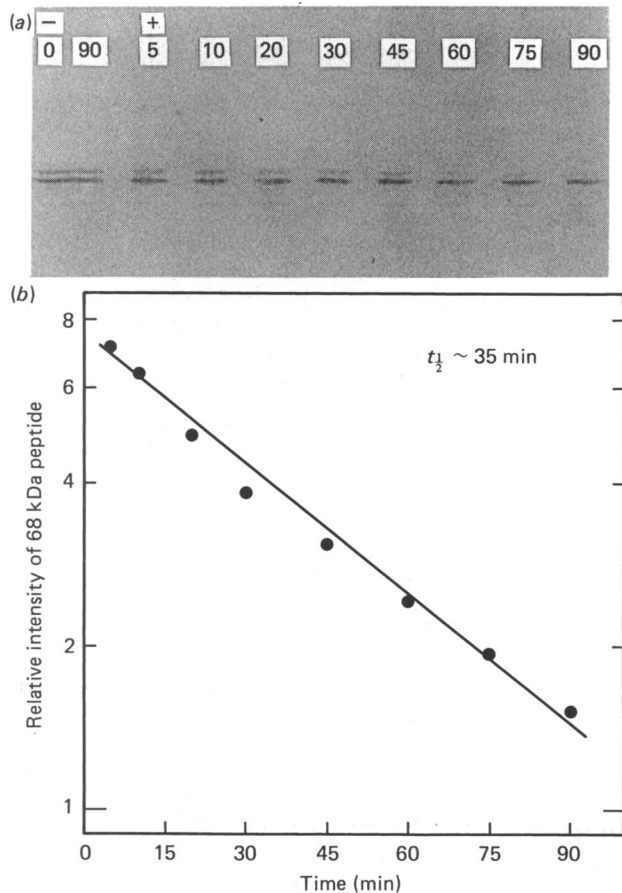 (a)
− +
0 90 5 10 20 30 45 60 75 90
(b)
8
6
4
2
1
Relative intensity of 68 kDa peptide
t½ ~ 35 min
0 15 30 45 60 75 90
Time (min)